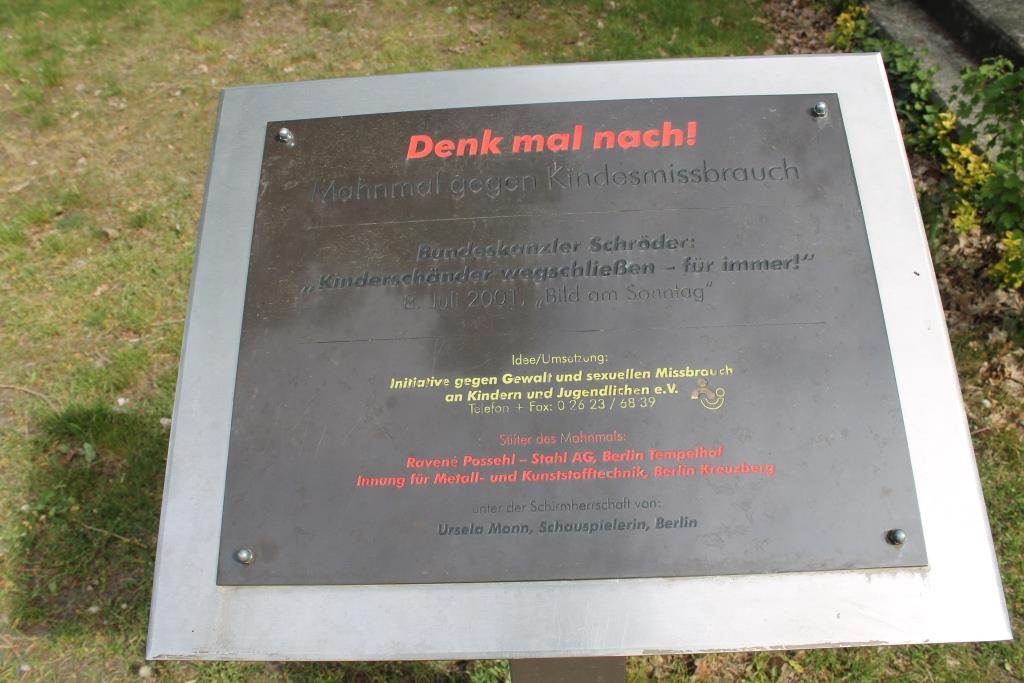 Denk mal nach!
Mahnmal gegen Kindesmissbrauch
Bundeskanzler Schröder:
„Kinderschänder wegschließen – für immer!“
8. Juli 2001, „Bild am Sonntag“
Idee/Umsetzung:
Initiative gegen Gewalt und sexuellen Missbrauch
an Kindern und Jugendlichen e.V.
Telefon + Fax: 0 26 23 / 68 39
Stifter des Mahnmals:
Ravené Possehl – Stahl AG, Berlin Tempelhof
Innung für Metall- und Kunststofftechnik, Berlin Kreuzberg
unter der Schirmherrschaft von:
Ursela Monn, Schauspielerin, Berlin